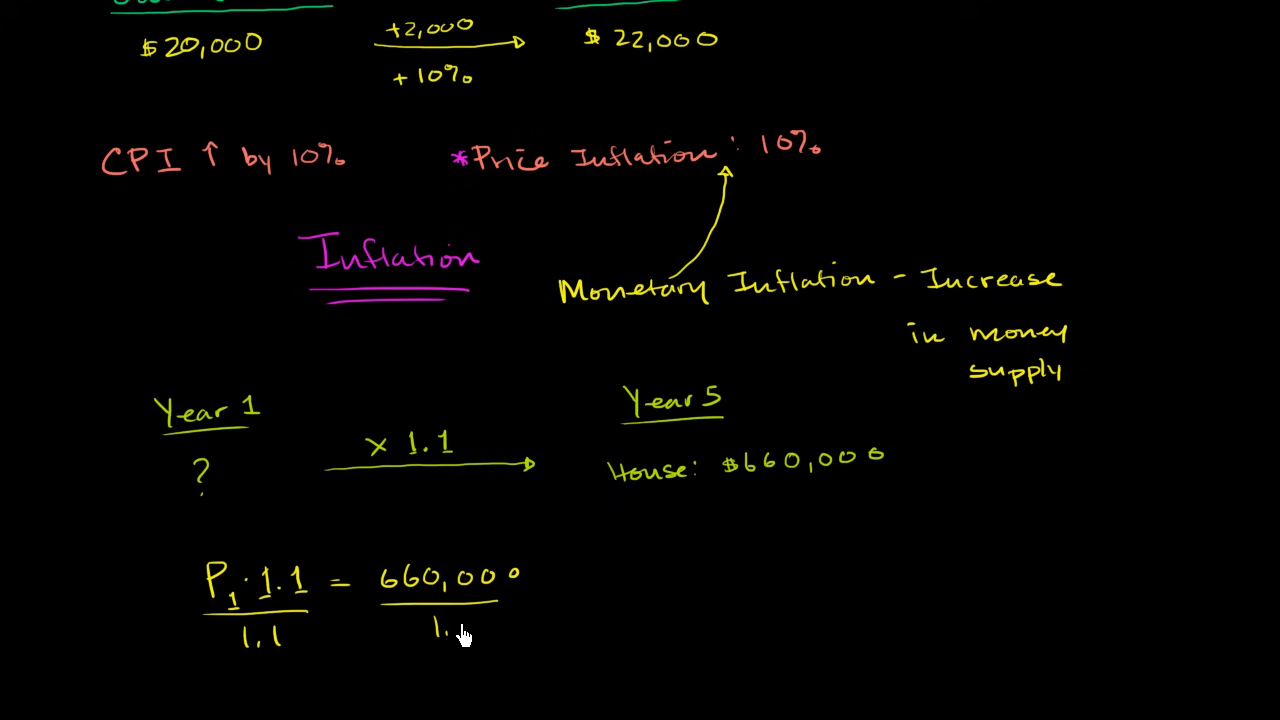 $20,000 +2,000 $22,000
+10%
CPI ↑ by 10% *Price Inflation: 10%
Inflation
Monetary Inflation - Increase
in money
supply
Year 1 Year 5
? x 1.1 House: $660,000
P₁·1.1 = 660,000
1.1 1.